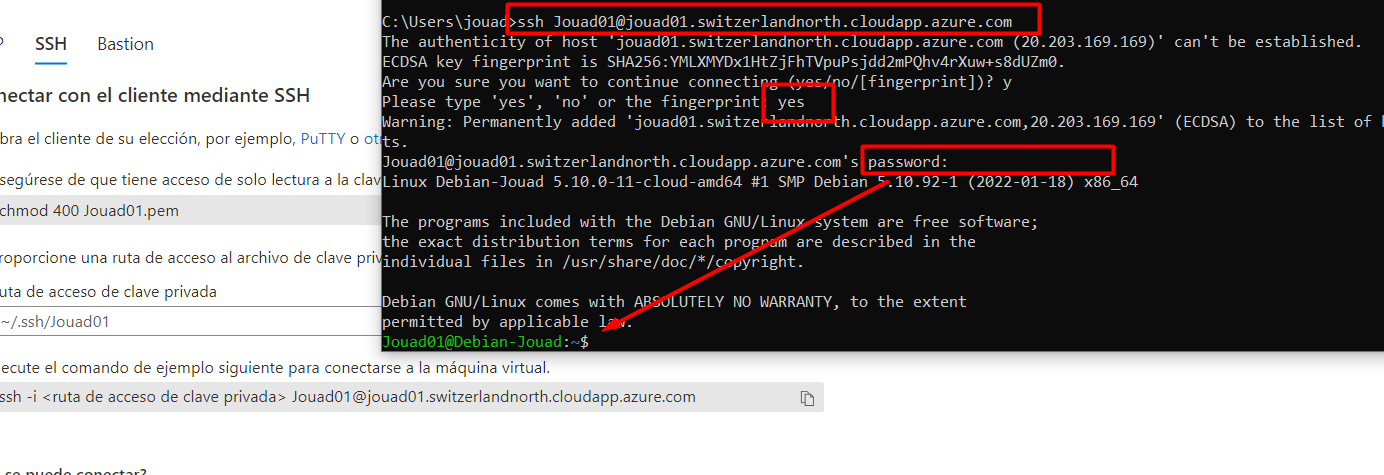 SSH Bastion
nectar con el cliente mediante SSH
bra el cliente de su elección, por ejemplo, PuTTY o otr
segúrese de que tiene acceso de solo lectura a la clav
chmod 400 Jouad01.pem
roporcione una ruta de acceso al archivo de clave priv
uta de acceso de clave privada
~/.ssh/Jouad01
ecute el comando de ejemplo siguiente para conectarse a la máquina virtual.
ssh -i <ruta de acceso de clave privada> Jouad01@jouad01.switzerlandnorth.cloudapp.azure.com
se puede conectar?
C:\Users\jouad>ssh Jouad01@jouad01.switzerlandnorth.cloudapp.azure.com
The authenticity of host 'jouad01.switzerlandnorth.cloudapp.azure.com (20.203.169.169)' can't be established.
ECDSA key fingerprint is SHA256:YMLXMYDx1HtZjFhTVpuPsjdd2mPQhv4rXuw+s8dUZm0.
Are you sure you want to continue connecting (yes/no/[fingerprint])? y
Please type 'yes', 'no' or the fingerprint: yes
Warning: Permanently added 'jouad01.switzerlandnorth.cloudapp.azure.com,20.203.169.169' (ECDSA) to the list of
ts.
Jouad01@jouad01.switzerlandnorth.cloudapp.azure.com's password:
Linux Debian-Jouad 5.10.0-11-cloud-amd64 #1 SMP Debian 5.10.92-1 (2022-01-18) x86_64
The programs included with the Debian GNU/Linux system are free software;
the exact distribution terms for each program are described in the
individual files in /usr/share/doc/*/copyright.
Debian GNU/Linux comes with ABSOLUTELY NO WARRANTY, to the extent
permitted by applicable law.
Jouad01@Debian-Jouad:~$